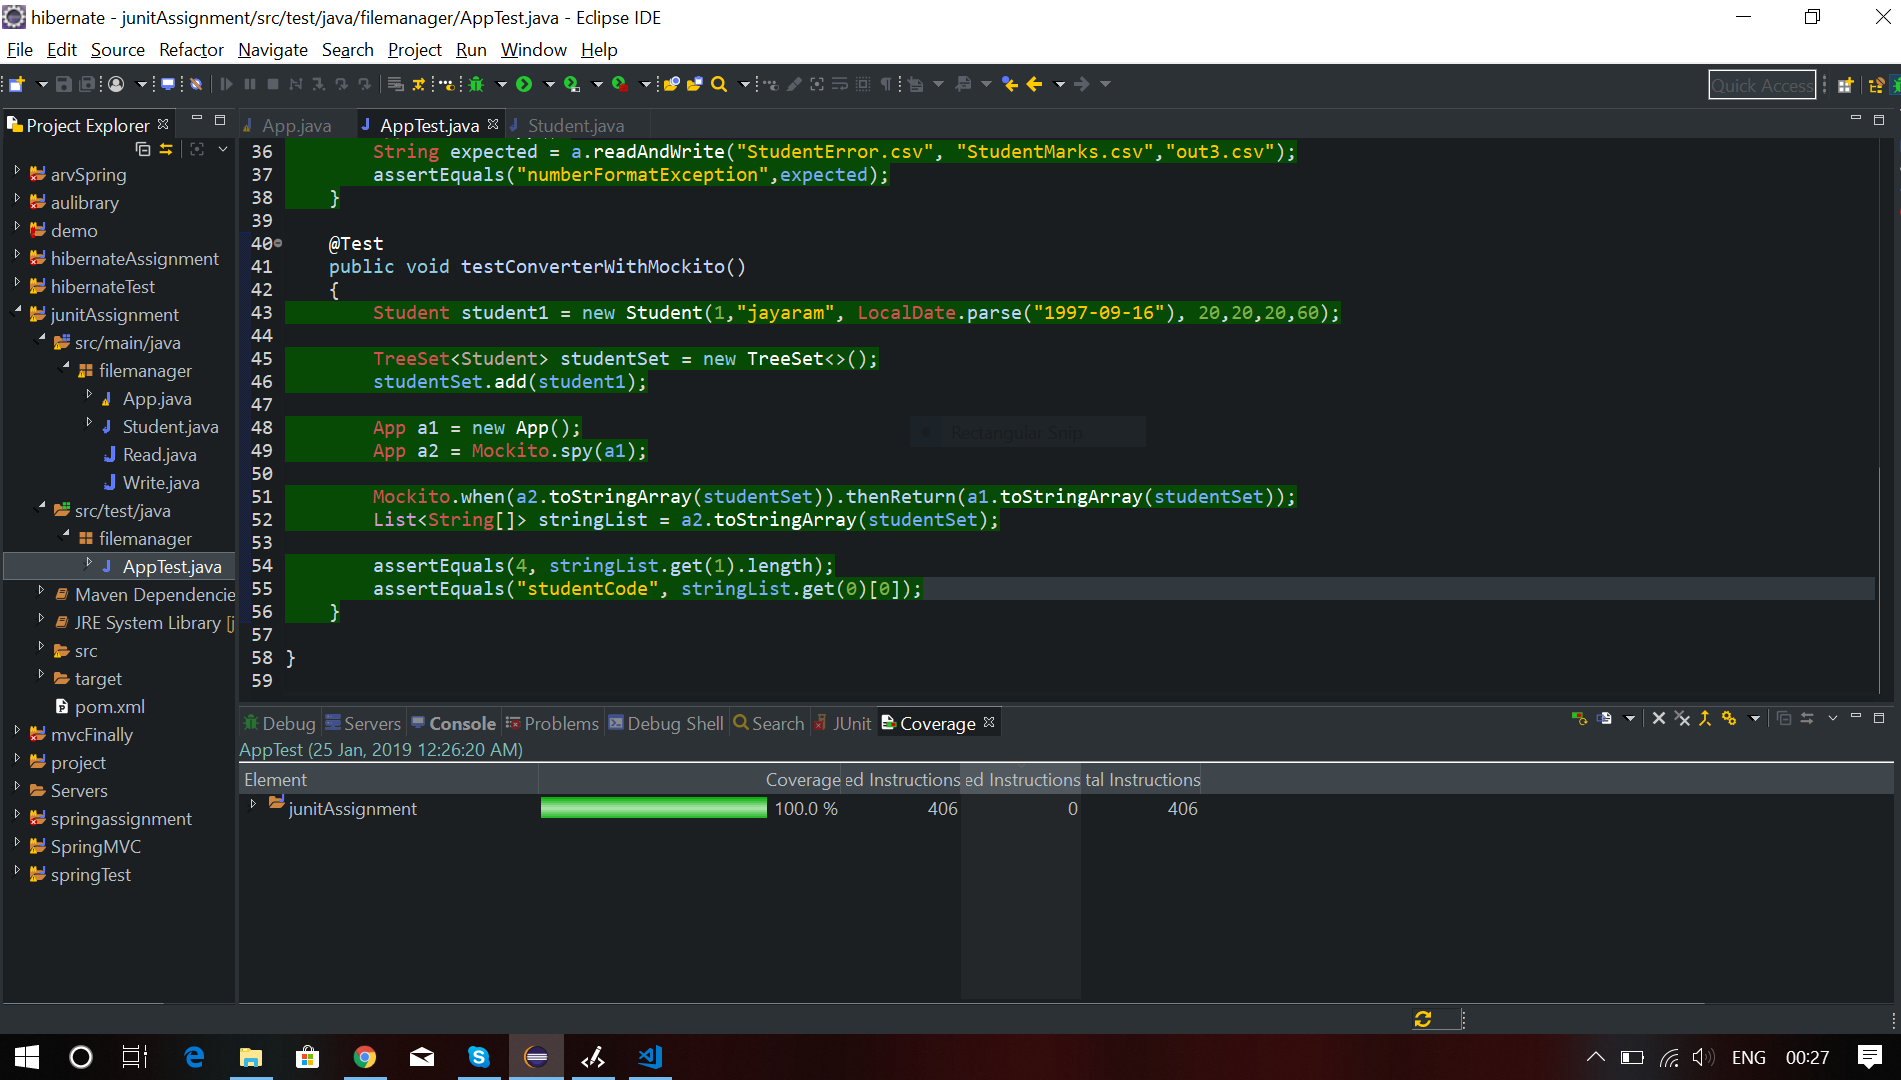 hibernate - junitAssignment/src/test/java/filemanager/AppTest.java - Eclipse IDE
File Edit Source Refactor Navigate Search Project Run Window Help
Quick Access
Project Explorer
App.java
AppTest.java
Student.java
arvSpring
aulibrary
demo
hibernateAssignment
hibernateTest
junitAssignment
src/main/java
filemanager
App.java
Student.java
Read.java
Write.java
src/test/java
filemanager
AppTest.java
Maven Dependencie
JRE System Library [j
src
target
pom.xml
mvcFinally
project
Servers
springassignment
SpringMVC
springTest
36 String expected = a.readAndWrite("StudentError.csv", "StudentMarks.csv","out3.csv");
37 assertEquals("numberFormatException",expected);
38 }
39
40 @Test
41 public void testConverterWithMockito()
42 {
43 Student student1 = new Student(1,"jayaram", LocalDate.parse("1997-09-16"), 20,20,20,60);
44
45 TreeSet<Student> studentSet = new TreeSet<>();
46 studentSet.add(student1);
47
48 App a1 = new App();
49 App a2 = Mockito.spy(a1);
50
51 Mockito.when(a2.toStringArray(studentSet)).thenReturn(a1.toStringArray(studentSet));
52 List<String[]> stringList = a2.toStringArray(studentSet);
53
54 assertEquals(4, stringList.get(1).length);
55 assertEquals("studentCode", stringList.get(0)[0]);
56 }
57
58 }
59
Rectangular Snip
Debug Servers Console Problems Debug Shell Search JUnit Coverage
AppTest (25 Jan, 2019 12:26:20 AM)
Element Coverage ed Instructions ed Instructions tal Instructions
junitAssignment 100.0 % 406 0 406
ENG 00:27